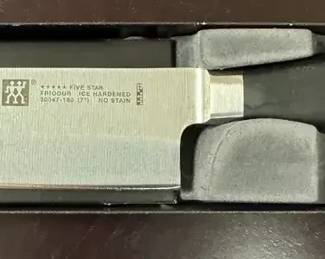 ***** FIVE STAR
FRIODUR ICE HARDENED
30047-180 (7") NO STAIN